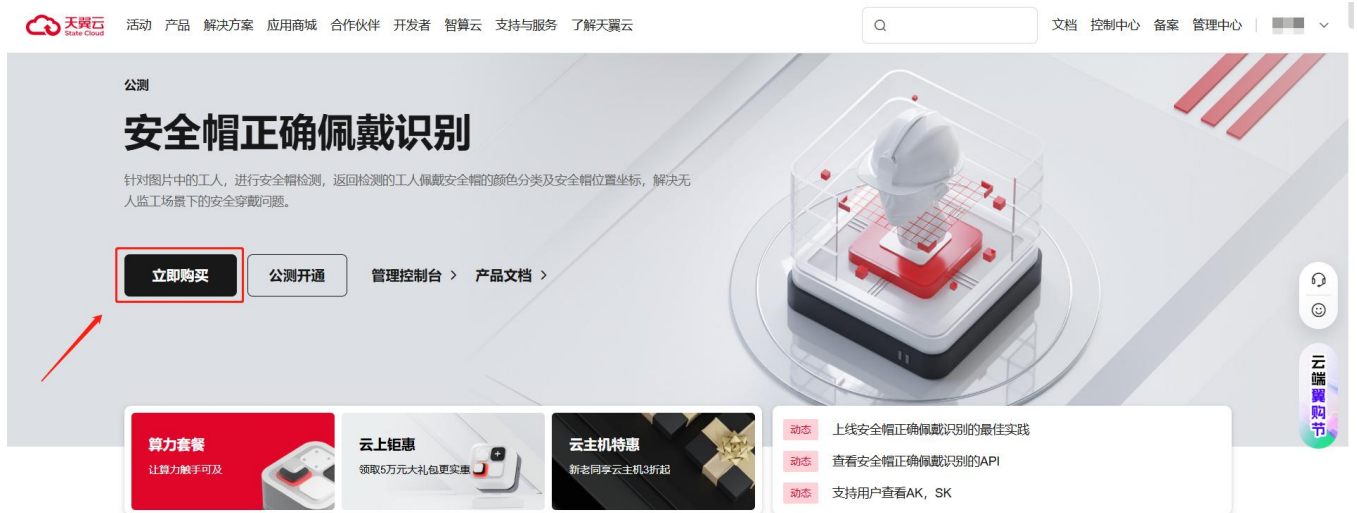 天翼云
State Cloud
活动 产品 解决方案 应用商城 合作伙伴 开发者 智算云 支持与服务 了解天翼云
文档 控制中心 备案 管理中心
公测
安全帽正确佩戴识别
针对图片中的工人，进行安全帽检测，返回检测的工人佩戴安全帽的颜色分类及安全帽位置坐标，解决无
人监工场景下的安全穿戴问题。
立即购买 公测开通 管理控制台 > 产品文档 >
云端翼购节
算力套餐
让算力触手可及
云上钜惠
领取5万元大礼包更实惠
云主机特惠
新老同享云主机3折起
动态 上线安全帽正确佩戴识别的最佳实践
动态 查看安全帽正确佩戴识别的API
动态 支持用户查看AK，SK